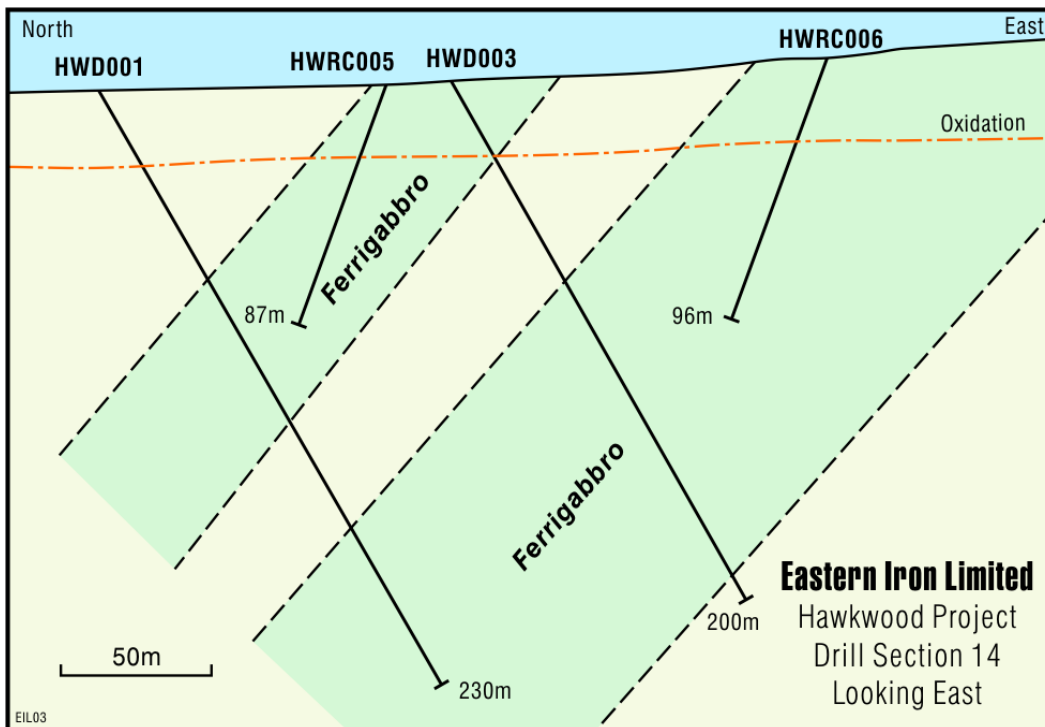 North
East
HWD001
HWRC005
HWD003
HWRC006
Oxidation
Ferrigabbro
87m
96m
Ferrigabbro
50m
230m
200m
Eastern Iron Limited
Hawkwood Project
Drill Section 14
Looking East
EIL03